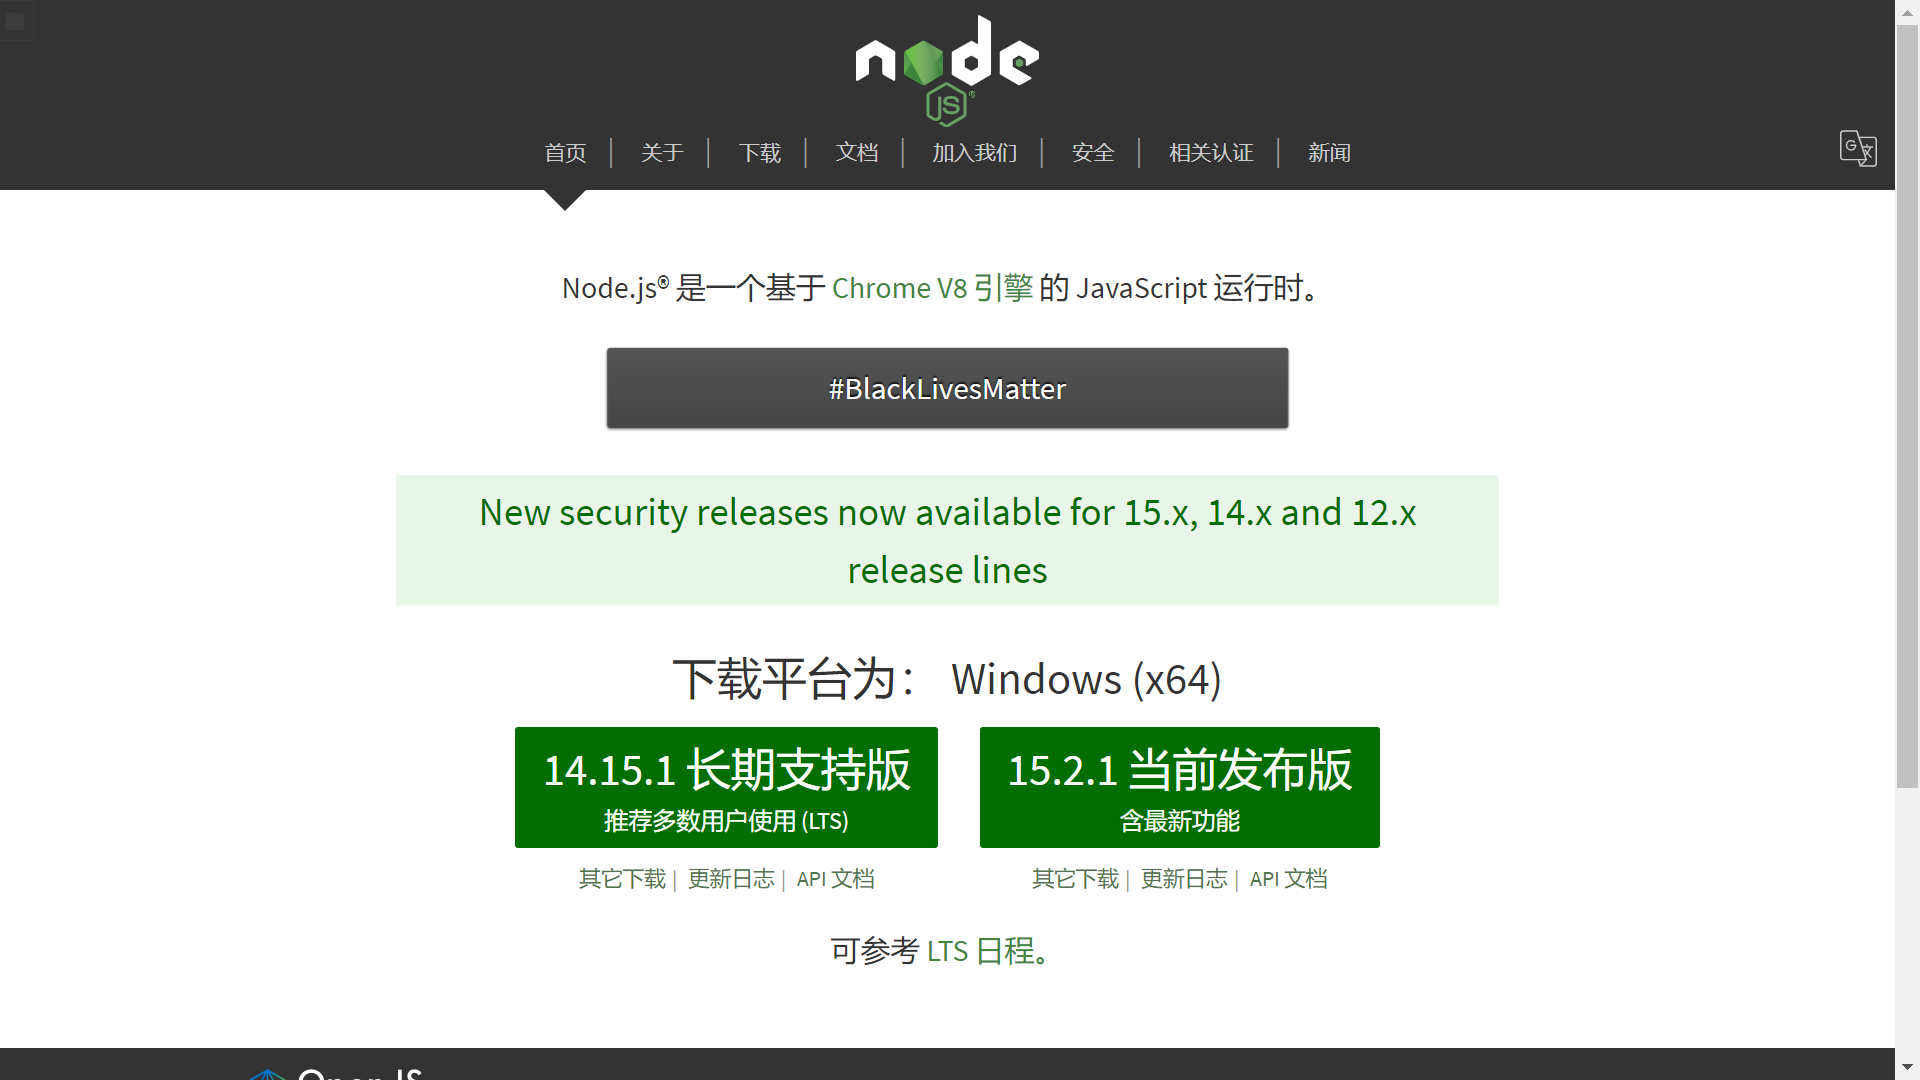 node
JS®
首页 | 关于 | 下载 | 文档 | 加入我们 | 安全 | 相关认证 | 新闻
Node.js® 是一个基于 Chrome V8 引擎 的 JavaScript 运行时。
#BlackLivesMatter
New security releases now available for 15.x, 14.x and 12.x
release lines
下载平台为： Windows (x64)
14.15.1 长期支持版
推荐多数用户使用 (LTS)
其它下载 | 更新日志 | API 文档
15.2.1 当前发布版
含最新功能
其它下载 | 更新日志 | API 文档
可参考 LTS 日程。
OpenJS